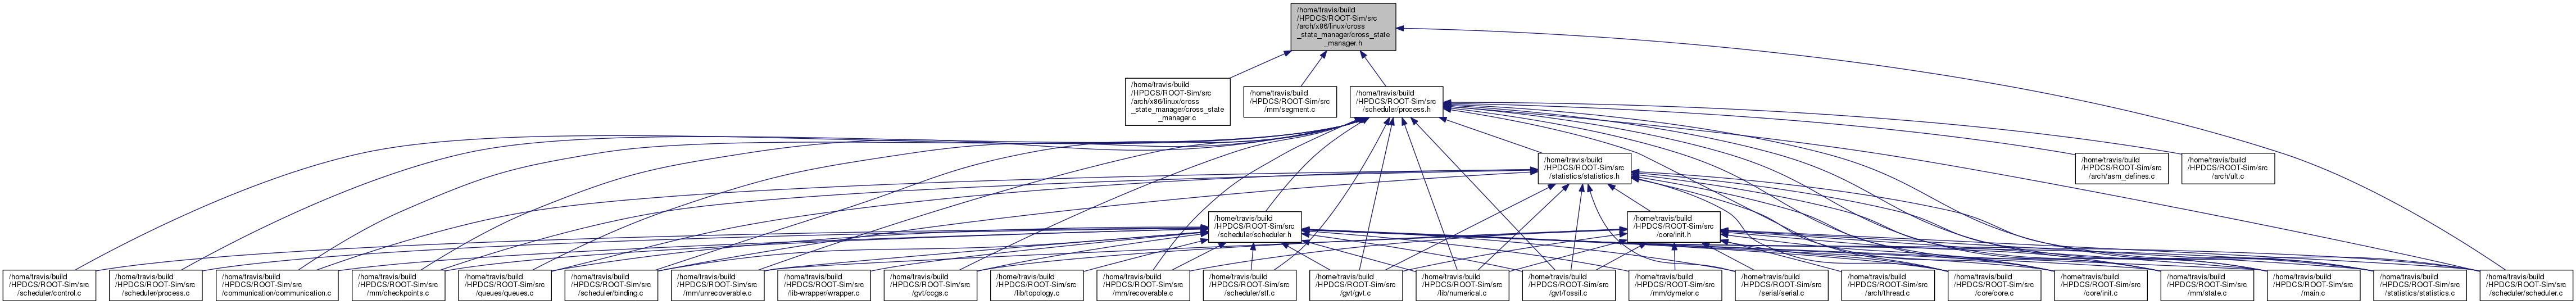 /home/travis/build
/HPDCS/ROOT-Sim/src
/arch/x86/linux/cross
_state_manager/cross_state
_manager.h
/home/travis/build
/HPDCS/ROOT-Sim/src
/arch/x86/linux/cross
_state_manager/cross_state
_manager.c
/home/travis/build
/HPDCS/ROOT-Sim/src
/mm/segment.c
/home/travis/build
/HPDCS/ROOT-Sim/src
/scheduler/process.h
/home/travis/build
/HPDCS/ROOT-Sim/src
/statistics/statistics.h
/home/travis/build
/HPDCS/ROOT-Sim/src
/arch/asm_defines.c
/home/travis/build
/HPDCS/ROOT-Sim/src
/arch/ult.c
/home/travis/build
/HPDCS/ROOT-Sim/src
/scheduler/scheduler.h
/home/travis/build
/HPDCS/ROOT-Sim/src
/core/init.h
/home/travis/build
/HPDCS/ROOT-Sim/src
/scheduler/control.c
/home/travis/build
/HPDCS/ROOT-Sim/src
/scheduler/process.c
/home/travis/build
/HPDCS/ROOT-Sim/src
/communication/communication.c
/home/travis/build
/HPDCS/ROOT-Sim/src
/mm/checkpoints.c
/home/travis/build
/HPDCS/ROOT-Sim/src
/queues/queues.c
/home/travis/build
/HPDCS/ROOT-Sim/src
/scheduler/binding.c
/home/travis/build
/HPDCS/ROOT-Sim/src
/mm/unrecoverable.c
/home/travis/build
/HPDCS/ROOT-Sim/src
/lib-wrapper/wrapper.c
/home/travis/build
/HPDCS/ROOT-Sim/src
/gvt/ccgs.c
/home/travis/build
/HPDCS/ROOT-Sim/src
/lib/topology.c
/home/travis/build
/HPDCS/ROOT-Sim/src
/mm/recoverable.c
/home/travis/build
/HPDCS/ROOT-Sim/src
/scheduler/stf.c
/home/travis/build
/HPDCS/ROOT-Sim/src
/gvt/gvt.c
/home/travis/build
/HPDCS/ROOT-Sim/src
/lib/numerical.c
/home/travis/build
/HPDCS/ROOT-Sim/src
/gvt/fossil.c
/home/travis/build
/HPDCS/ROOT-Sim/src
/mm/dymelor.c
/home/travis/build
/HPDCS/ROOT-Sim/src
/serial/serial.c
/home/travis/build
/HPDCS/ROOT-Sim/src
/arch/thread.c
/home/travis/build
/HPDCS/ROOT-Sim/src
/core/core.c
/home/travis/build
/HPDCS/ROOT-Sim/src
/core/init.c
/home/travis/build
/HPDCS/ROOT-Sim/src
/mm/state.c
/home/travis/build
/HPDCS/ROOT-Sim/src
/main.c
/home/travis/build
/HPDCS/ROOT-Sim/src
/statistics/statistics.c
/home/travis/build
/HPDCS/ROOT-Sim/src
/scheduler/scheduler.c